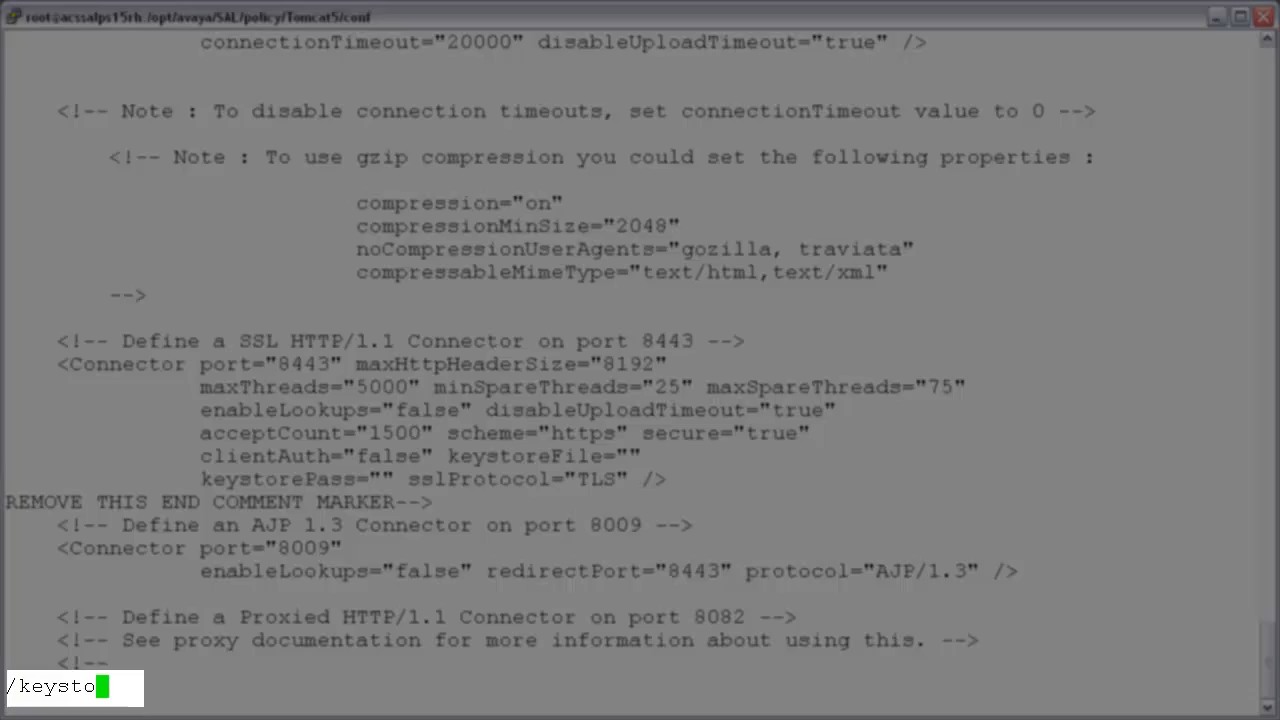 root@acssalps15rh:/opt/avaya/SAL/policy/Tomcat5/conf
connectionTimeout="20000" disableUploadTimeout="true" />
<!-- Note : To disable connection timeouts, set connectionTimeout value to 0 -->
<!-- Note : To use gzip compression you could set the following properties :
compression="on"
compressionMinSize="2048"
noCompressionUserAgents="gozilla, traviata"
compressableMimeType="text/html,text/xml"
-->
<!-- Define a SSL HTTP/1.1 Connector on port 8443 -->
<Connector port="8443" maxHttpHeaderSize="8192"
maxThreads="5000" minSpareThreads="25" maxSpareThreads="75"
enableLookups="false" disableUploadTimeout="true"
acceptCount="1500" scheme="https" secure="true"
clientAuth="false" keystoreFile=""
keystorePass="" sslProtocol="TLS" />
REMOVE THIS END COMMENT MARKER-->
<!-- Define an AJP 1.3 Connector on port 8009 -->
<Connector port="8009"
enableLookups="false" redirectPort="8443" protocol="AJP/1.3" />
<!-- Define a Proxied HTTP/1.1 Connector on port 8082 -->
<!-- See proxy documentation for more information about using this. -->
<!--
/keysto